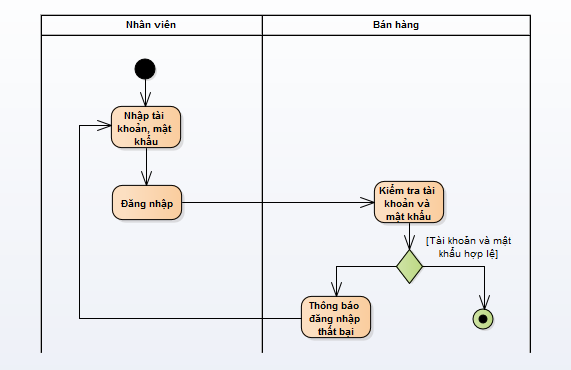 Nhân viên
Bán hàng
Nhập tài
khoản, mật
khẩu
Đăng nhập
Kiểm tra tài
khoản và
mật khẩu
[Tài khoản và mật
khẩu hợp lệ]
Thông báo
đăng nhập
thất bại